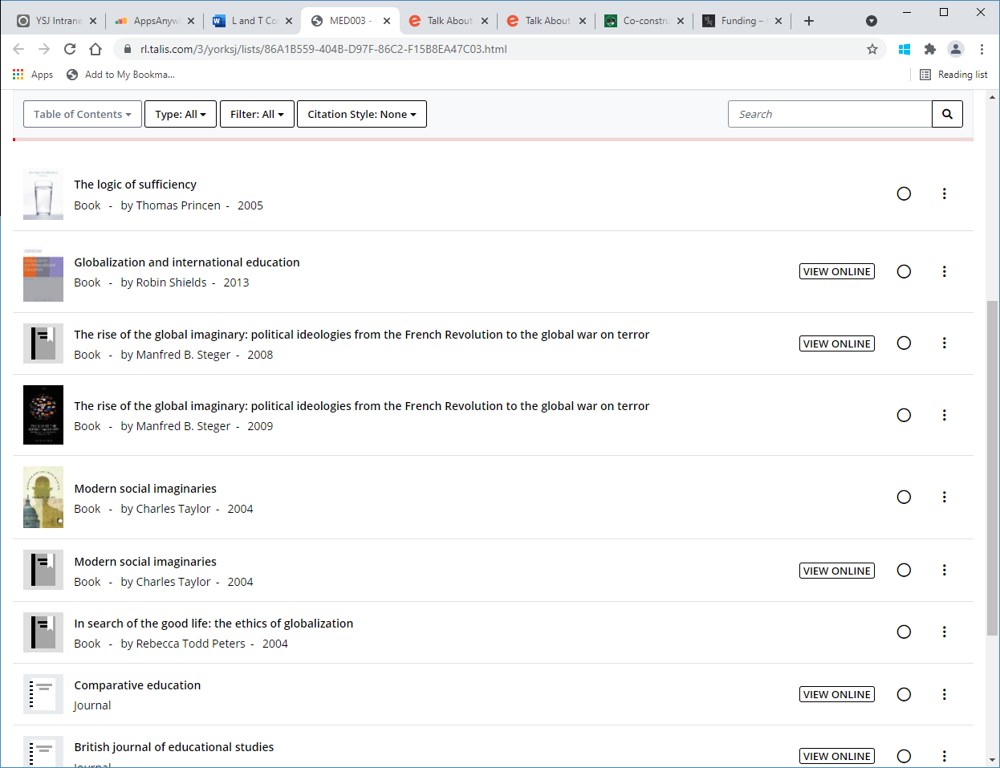 YSJ Intrane
AppsAnywh
L and T Co
MED003 -
Talk About
Talk About
Co-constru
Funding –
rl.talis.com/3/yorksj/lists/86A1B559-404B-D97F-86C2-F15B8EA47C03.html
Apps
Add to My Bookma...
Reading list
Table of Contents
Type: All
Filter: All
Citation Style: None
Search
The logic of sufficiency
Book - by Thomas Princen - 2005
Globalization and international education
Book - by Robin Shields - 2013
VIEW ONLINE
The rise of the global imaginary: political ideologies from the French Revolution to the global war on terror
Book - by Manfred B. Steger - 2008
VIEW ONLINE
The rise of the global imaginary: political ideologies from the French Revolution to the global war on terror
Book - by Manfred B. Steger - 2009
Modern social imaginaries
Book - by Charles Taylor - 2004
Modern social imaginaries
Book - by Charles Taylor - 2004
VIEW ONLINE
In search of the good life: the ethics of globalization
Book - by Rebecca Todd Peters - 2004
Comparative education
Journal
VIEW ONLINE
British journal of educational studies
Journal
VIEW ONLINE